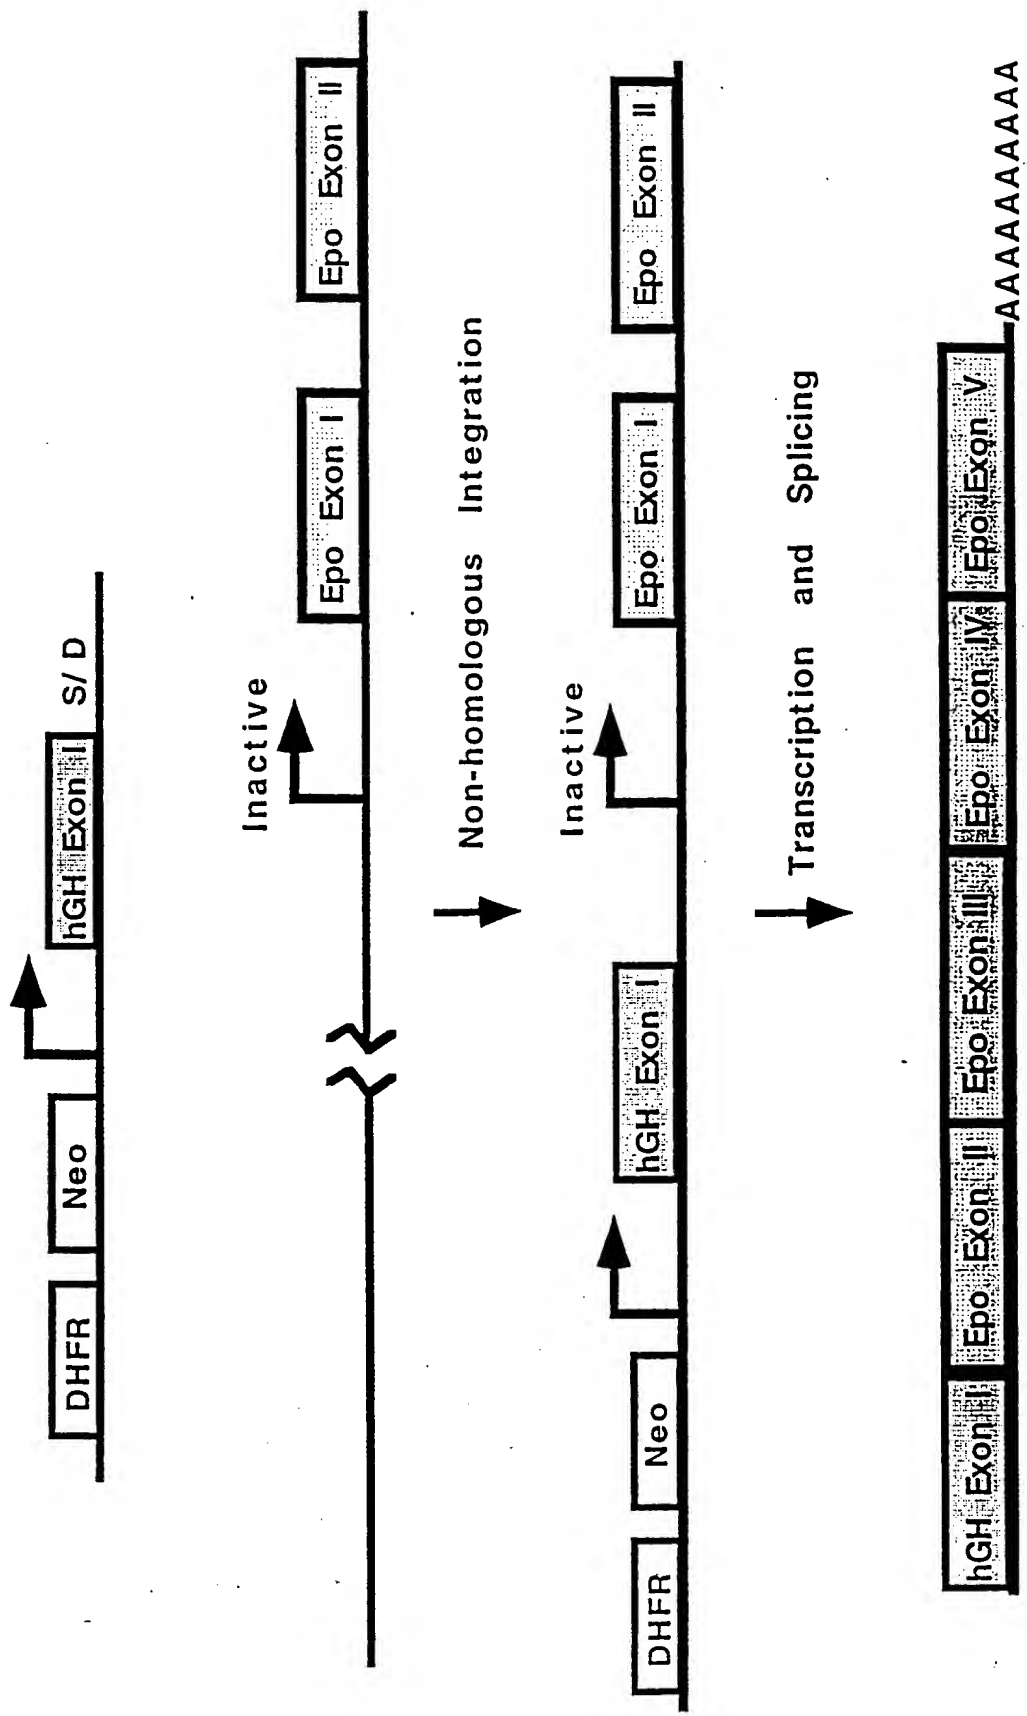 DHFR Neo hGH Exon I S/D
Inactive
Epo Exon I Epo Exon II
Non-homologous Integration
Inactive
DHFR Neo hGH Exon I Epo Exon I Epo Exon II
Transcription and Splicing
hGH Exon I Epo Exon II Epo Exon III Epo Exon IV Epo Exon V AAAAAAAAAA